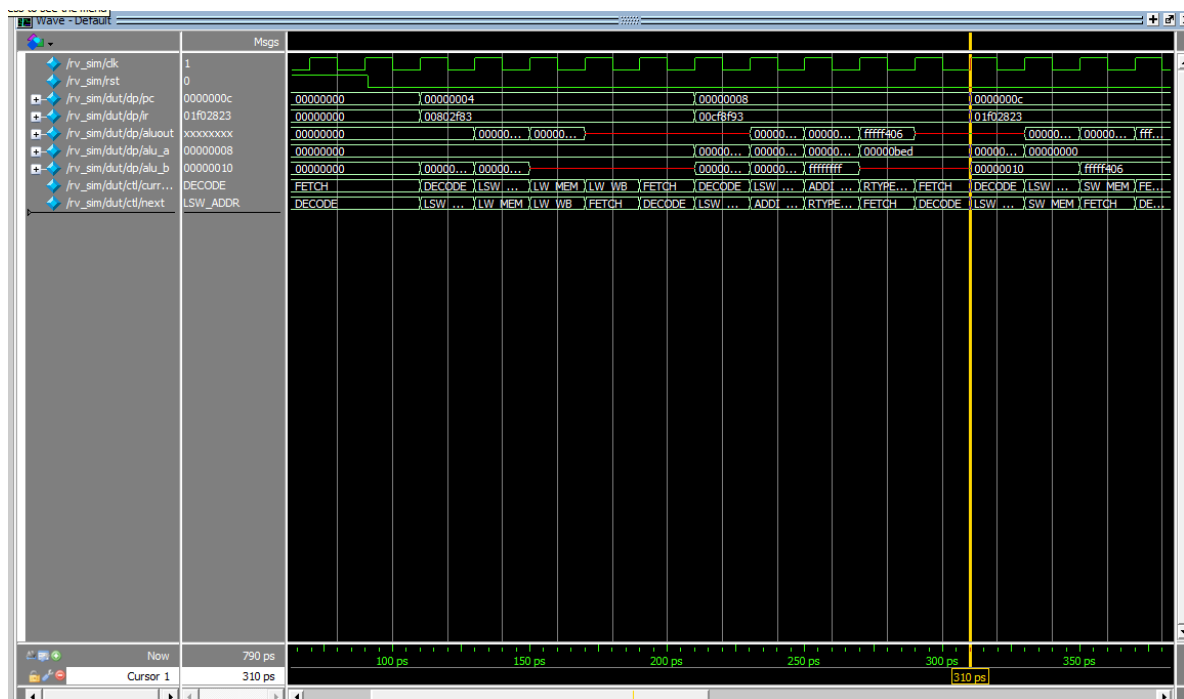 ess to see the menu
Wave - Default
Msgs
/rv_sim/clk 1
/rv_sim/rst 0
/rv_sim/dut/dp/pc 0000000c 00000000 00000004 00000008 0000000c
/rv_sim/dut/dp/ir 01f02823 00000000 00802f83 00cf8f93 01f02823
/rv_sim/dut/dp/aluout xxxxxxxx 00000000 00000... 00000... 00000... 00000... fffff406 00000... 00000... fff...
/rv_sim/dut/dp/alu_a 00000008 00000000 00000... 00000... 00000... 00000bed 00000... 00000000
/rv_sim/dut/dp/alu_b 00000010 00000000 00000... 00000... 00000... 00000... ffffffff 00000010 fffff406
/rv_sim/dut/ctl/curr... DECODE FETCH DECODE LSW ... LW MEM LW WB FETCH DECODE LSW ... ADDI ... RTYPE... FETCH DECODE LSW ... SW MEM FE...
/rv_sim/dut/ctl/next LSW_ADDR DECODE LSW ... LW MEM LW WB FETCH DECODE LSW ... ADDI ... RTYPE... FETCH DECODE LSW ... SW MEM FETCH DE...
Now 790 ps 100 ps 150 ps 200 ps 250 ps 300 ps 350 ps
Cursor 1 310 ps 310 ps